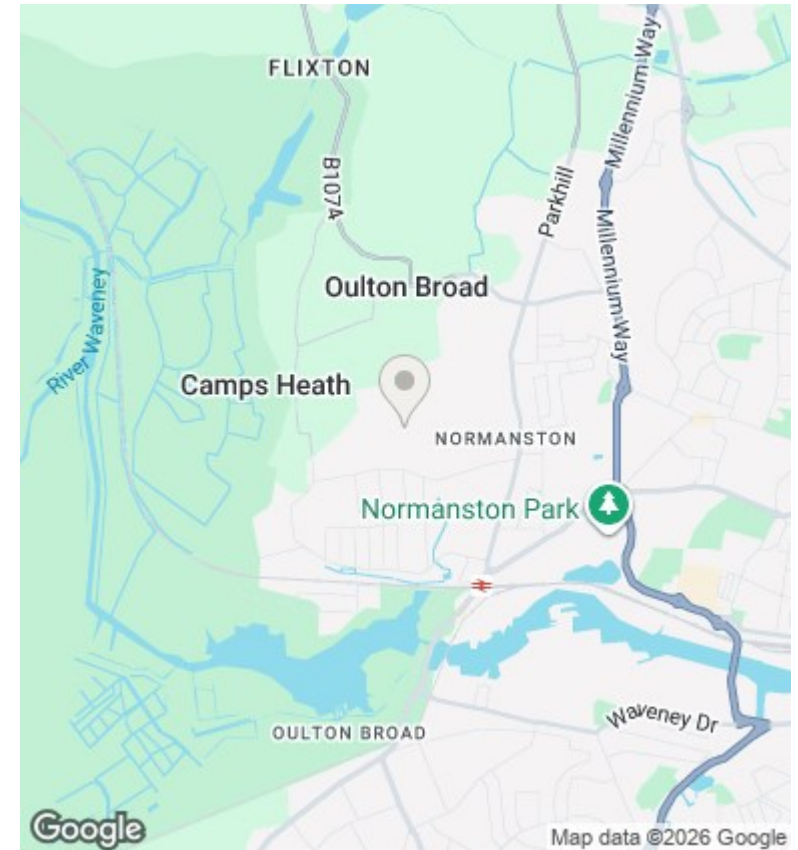 FLIXTON
Millennium Way
B1074
Parkhill
Millennium Way
River Waveney
Oulton Broad
Camps Heath
NORMANSTON
Normanston Park
OULTON BROAD
Waveney Dr
Google
Map data ©2026 Google